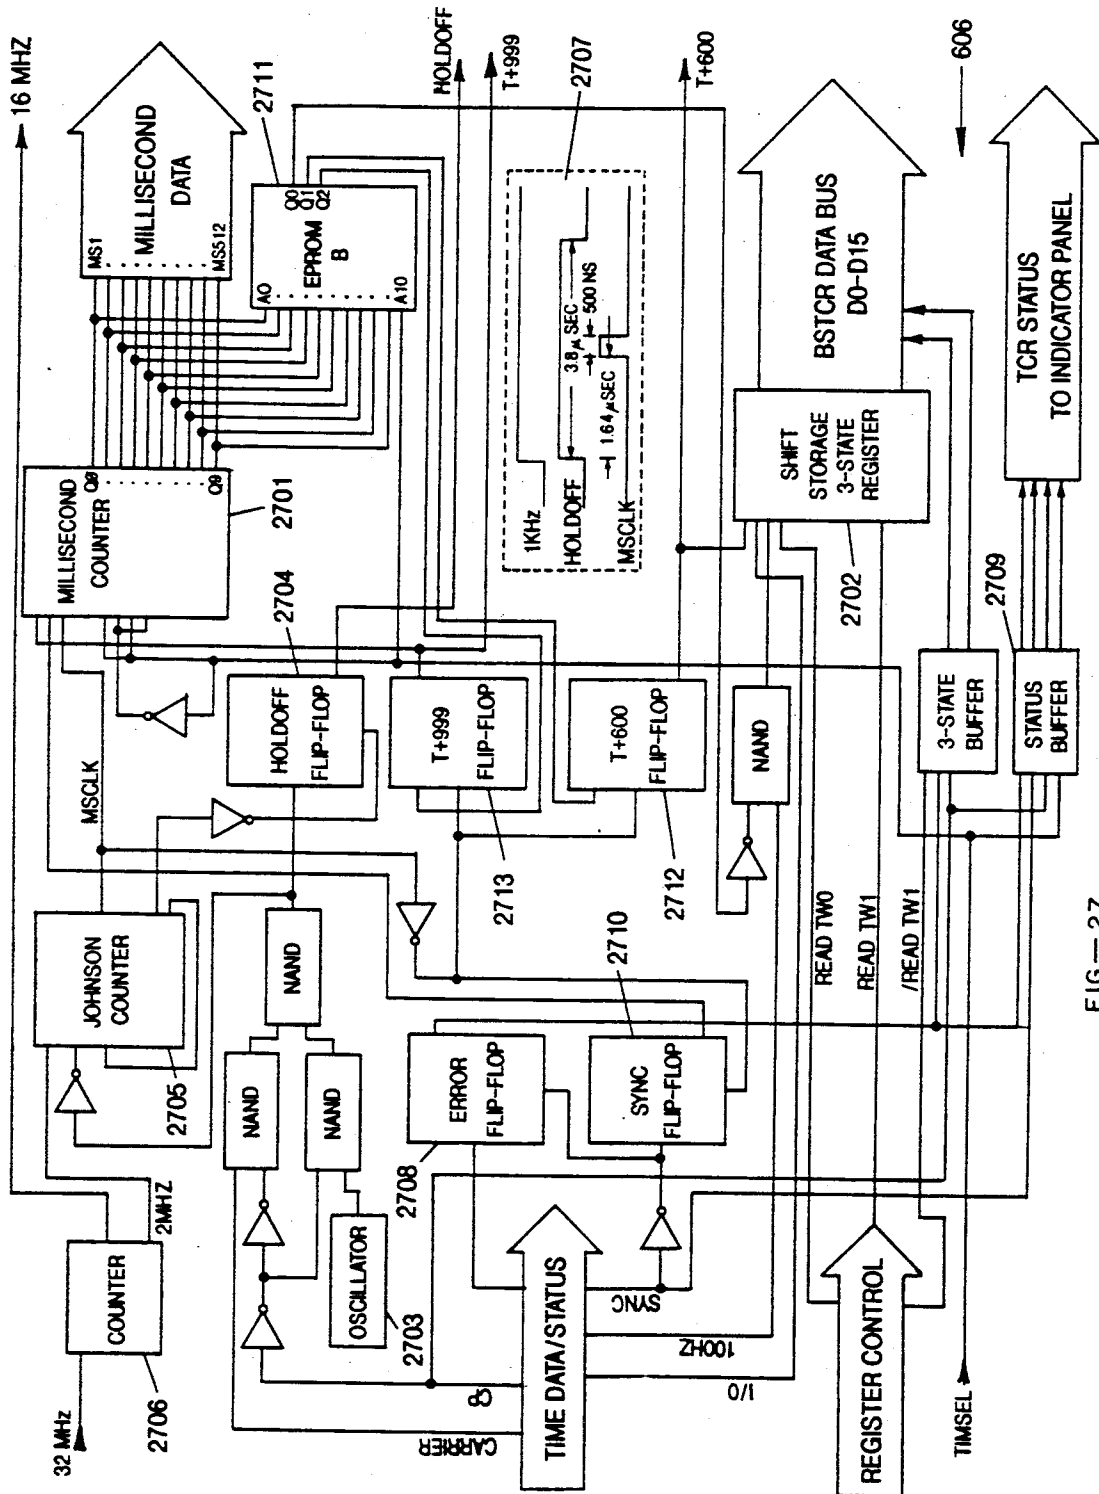 32 MHz
COUNTER
2706
2MHZ
16 MHZ
JOHNSON
COUNTER
2705
MSCLK
MILLISECOND
COUNTER
Q0
Q9
2701
MS1
MS512
MILLISECOND
DATA
A0
A10
EPROM
B
Q0
Q1
Q2
2711
NAND
NAND
NAND
OSCILLATOR
2703
HOLDOFF
FLIP-FLOP
2704
HOLDOFF
T+999
T+999
FLIP-FLOP
2713
T+600
FLIP-FLOP
2712
T+600
1KHz
HOLDOFF
MSCLK
3.8 μ SEC
1.64 μSEC
500 NS
2707
ERROR
FLIP-FLOP
2708
SYNC
FLIP-FLOP
2710
CARRIER
TIME DATA/STATUS
SYNC
100HZ
I/O
NAND
SHIFT
STORAGE
3-STATE
REGISTER
2702
BSTCR DATA BUS
D0-D15
606
REGISTER CONTROL
READ TW0
READ TW1
/READ TW1
3-STATE
BUFFER
STATUS
BUFFER
2709
TCR STATUS
TO INDICATOR PANEL
TIMSEL
FIG—27